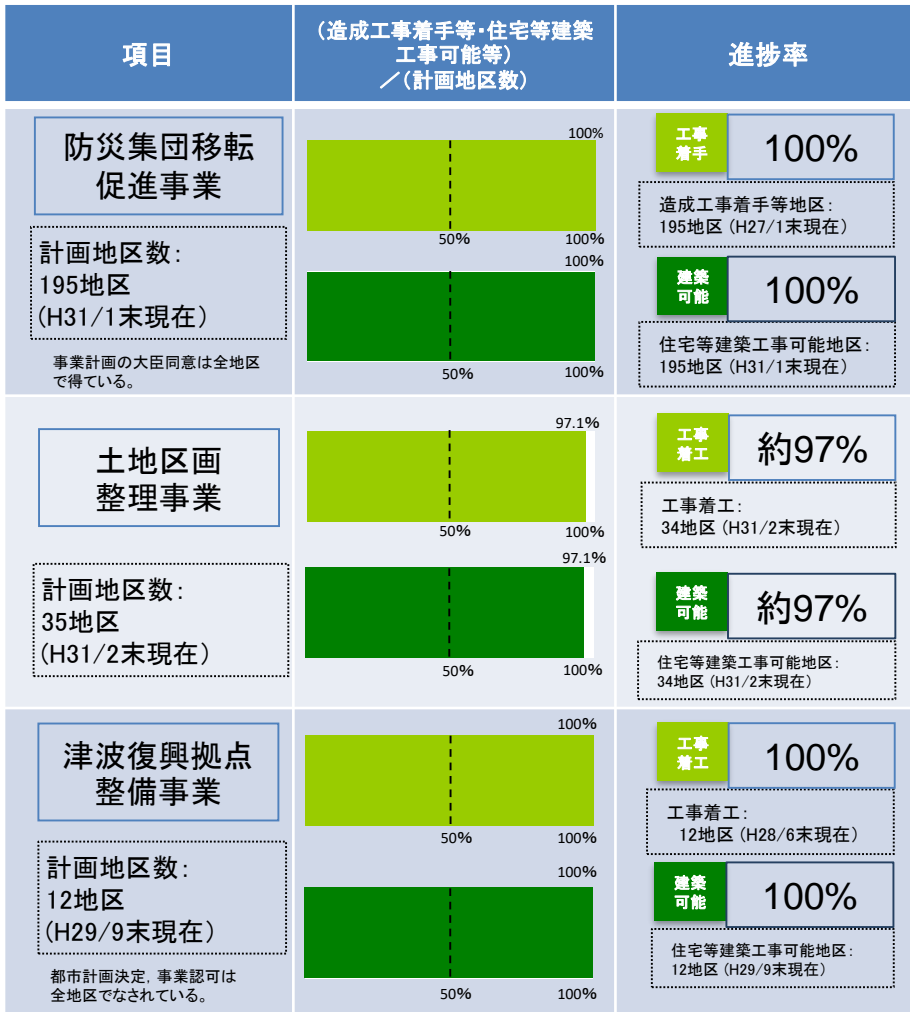 項目
(造成工事着手等・住宅等建築
工事可能等)
／(計画地区数)
進捗率
防災集団移転
促進事業
計画地区数：
195地区
(H31/1末現在)
事業計画の大臣同意は全地区
で得ている。
100%
50%
100%
100%
50%
100%
工事
着手
100%
造成工事着手等地区：
195地区 (H27/1末現在)
建築
可能
100%
住宅等建築工事可能地区：
195地区 (H31/1末現在)
土地区画
整理事業
計画地区数：
35地区
(H31/2末現在)
97.1%
50%
100%
97.1%
50%
100%
工事
着工
約97%
工事着工：
34地区 (H31/2末現在)
建築
可能
約97%
住宅等建築工事可能地区：
34地区 (H31/2末現在)
津波復興拠点
整備事業
計画地区数：
12地区
(H29/9末現在)
都市計画決定，事業認可は
全地区でなされている。
100%
50%
100%
100%
50%
100%
工事
着工
100%
工事着工：
12地区 (H28/6末現在)
建築
可能
100%
住宅等建築工事可能地区：
12地区 (H29/9末現在)